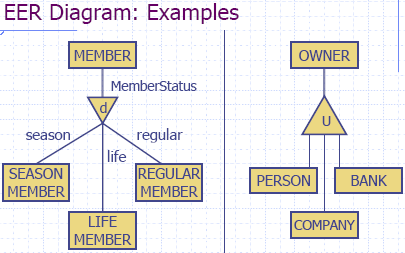 EER Diagram: Examples
MEMBER
MemberStatus
d
season
regular
life
SEASON
MEMBER
REGULAR
MEMBER
LIFE
MEMBER
OWNER
U
PERSON
BANK
COMPANY